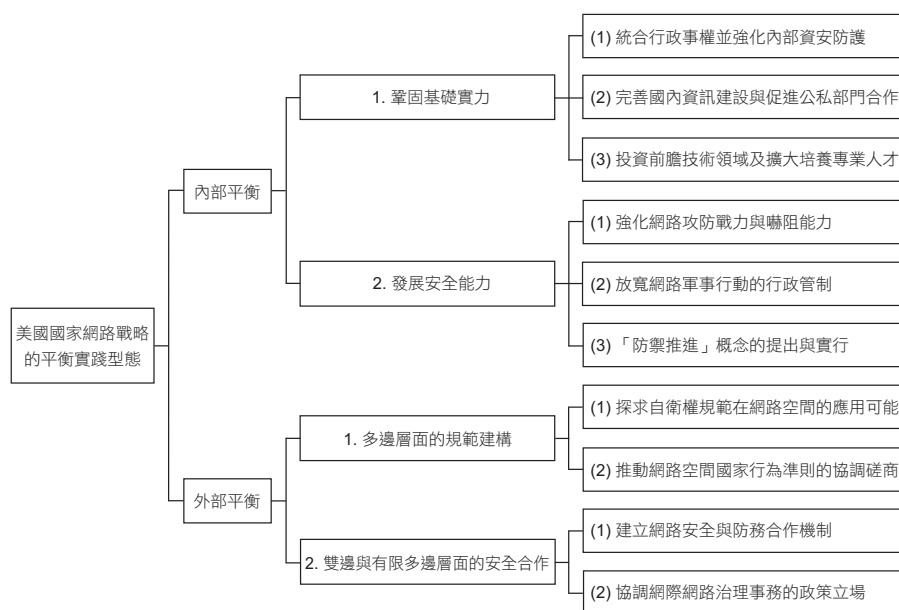 美國國家網路戰略
的平衡實踐型態
內部平衡
1. 鞏固基礎實力
(1) 統合行政事權並強化內部資安防護
(2) 完善國內資訊建設與促進公私部門合作
(3) 投資前瞻技術領域及擴大培養專業人才
2. 發展安全能力
(1) 強化網路攻防戰力與嚇阻能力
(2) 放寬網路軍事行動的行政管制
(3) 「防禦推進」概念的提出與實行
外部平衡
1. 多邊層面的規範建構
(1) 探求自衛權規範在網路空間的應用可能
(2) 推動網路空間國家行為準則的協調磋商
2. 雙邊與有限多邊層面的安全合作
(1) 建立網路安全與防務合作機制
(2) 協調網際網路治理事務的政策立場